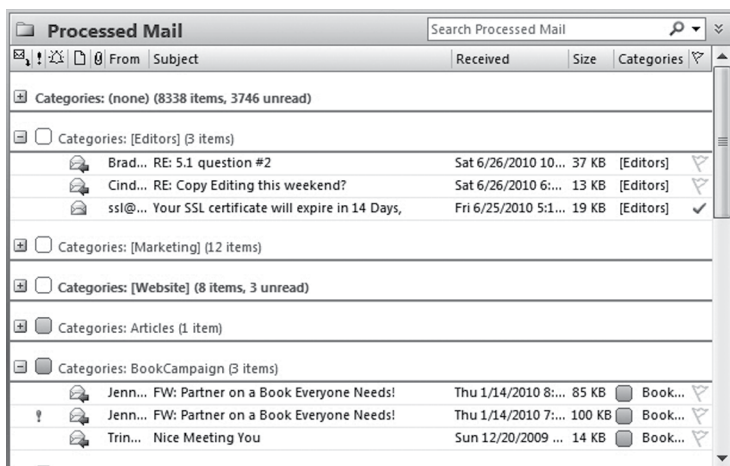 Processed Mail Search Processed Mail
! From Subject Received Size Categories
Categories: (none) (8338 items, 3746 unread)
Categories: [Editors] (3 items)
Brad... RE: 5.1 question #2 Sat 6/26/2010 10... 37 KB [Editors]
Cind... RE: Copy Editing this weekend? Sat 6/26/2010 6:... 13 KB [Editors]
ssl@... Your SSL certificate will expire in 14 Days, Fri 6/25/2010 5:1... 19 KB [Editors]
Categories: [Marketing] (12 items)
Categories: [Website] (8 items, 3 unread)
Categories: Articles (1 item)
Categories: BookCampaign (3 items)
Jenn... FW: Partner on a Book Everyone Needs! Thu 1/14/2010 8:... 85 KB Book...
! Jenn... FW: Partner on a Book Everyone Needs! Thu 1/14/2010 7:... 100 KB Book...
Trin... Nice Meeting You Sun 12/20/2009 ... 14 KB Book...